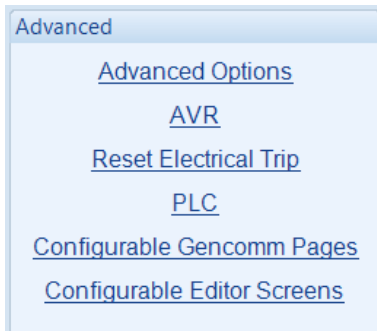 Advanced
Advanced Options
AVR
Reset Electrical Trip
PLC
Configurable Gencomm Pages
Configurable Editor Screens